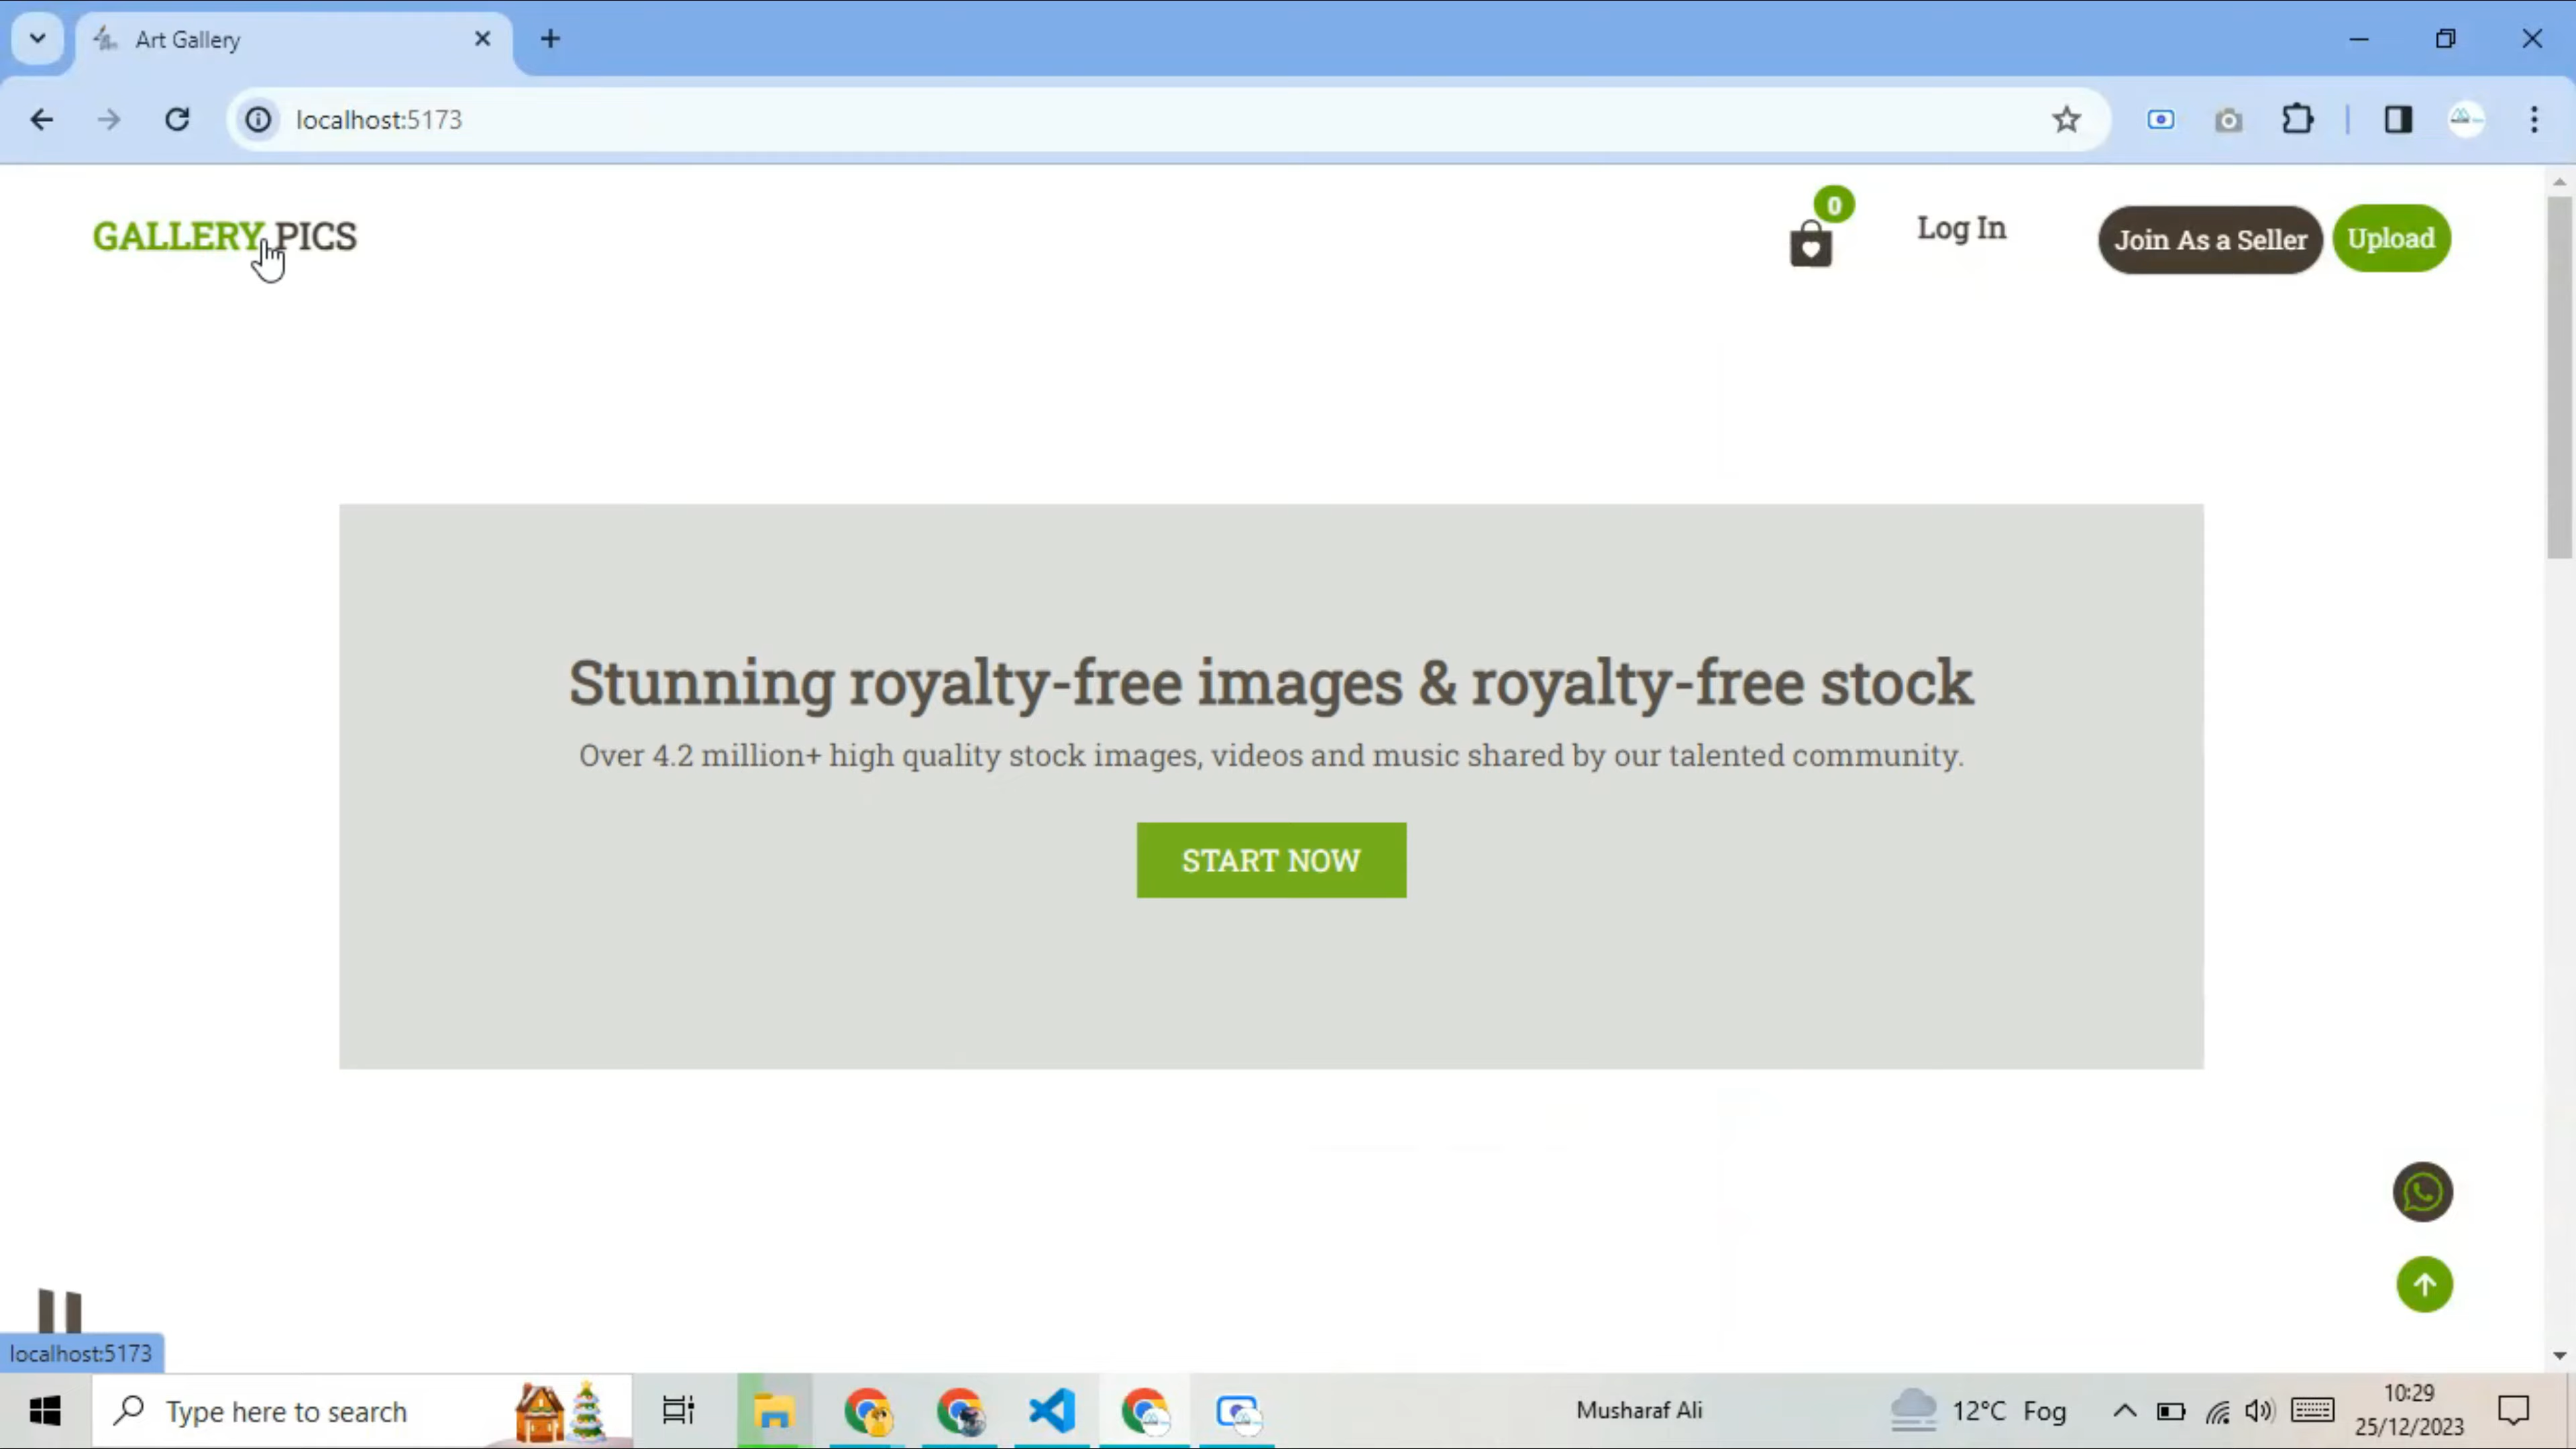 Art Gallery
localhost:5173
GALLERY PICS
0
Log In
Join As a Seller
Upload
Stunning royalty-free images & royalty-free stock
Over 4.2 million+ high quality stock images, videos and music shared by our talented community.
START NOW
localhost:5173
Type here to search
Musharaf Ali
12°C Fog
10:29
25/12/2023